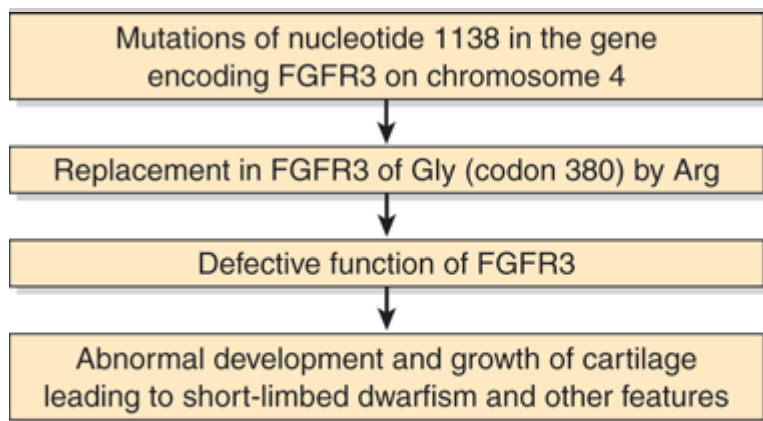 Mutations of nucleotide 1138 in the gene
encoding FGFR3 on chromosome 4
Replacement in FGFR3 of Gly (codon 380) by Arg
Defective function of FGFR3
Abnormal development and growth of cartilage
leading to short-limbed dwarfism and other features